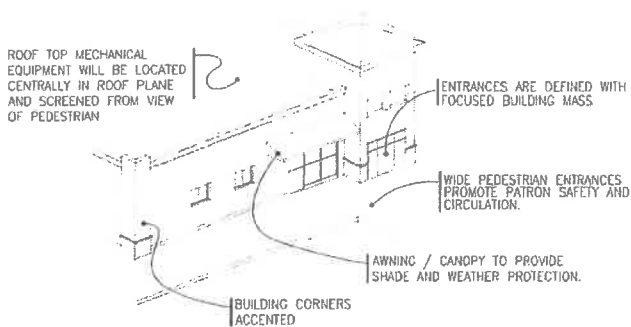 ROOF TOP MECHANICAL
EQUIPMENT WILL BE LOCATED
CENTRALLY IN ROOF PLANE
AND SCREENED FROM VIEW
OF PEDESTRIAN
ENTRANCES ARE DEFINED WITH
FOCUSED BUILDING MASS
WIDE PEDESTRIAN ENTRANCES
PROMOTE PATRON SAFETY AND
CIRCULATION.
AWNING / CANOPY TO PROVIDE
SHADE AND WEATHER PROTECTION.
BUILDING CORNERS
ACCENTED